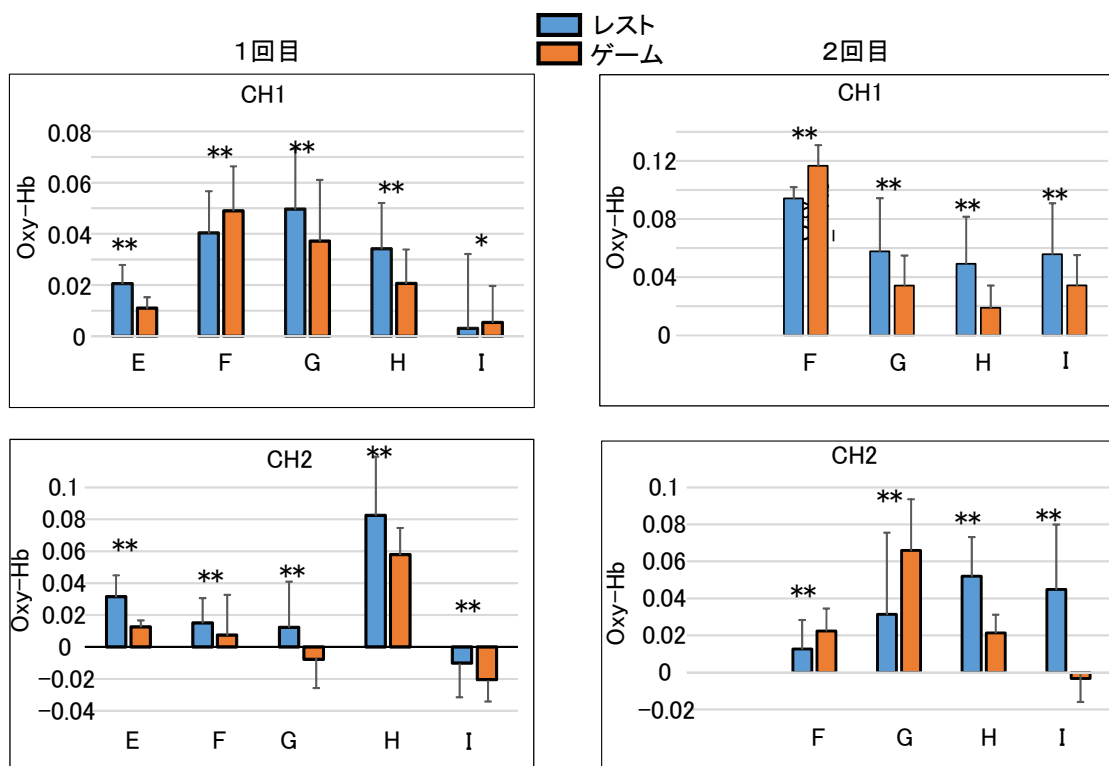 レスト
ゲーム
1回目
2回目
CH1
Oxy-Hb
0.08
0.06
0.04
0.02
0
**
**
**
**
*
E F G H I
CH1
Oxy-Hb
0.12
0.08
0.04
0
**
**
**
**
F G H I
CH2
Oxy-Hb
0.1
0.08
0.06
0.04
0.02
0
-0.02
-0.04
**
**
**
**
**
E F G H I
CH2
Oxy-Hb
0.1
0.08
0.06
0.04
0.02
0
-0.02
**
**
**
**
F G H I